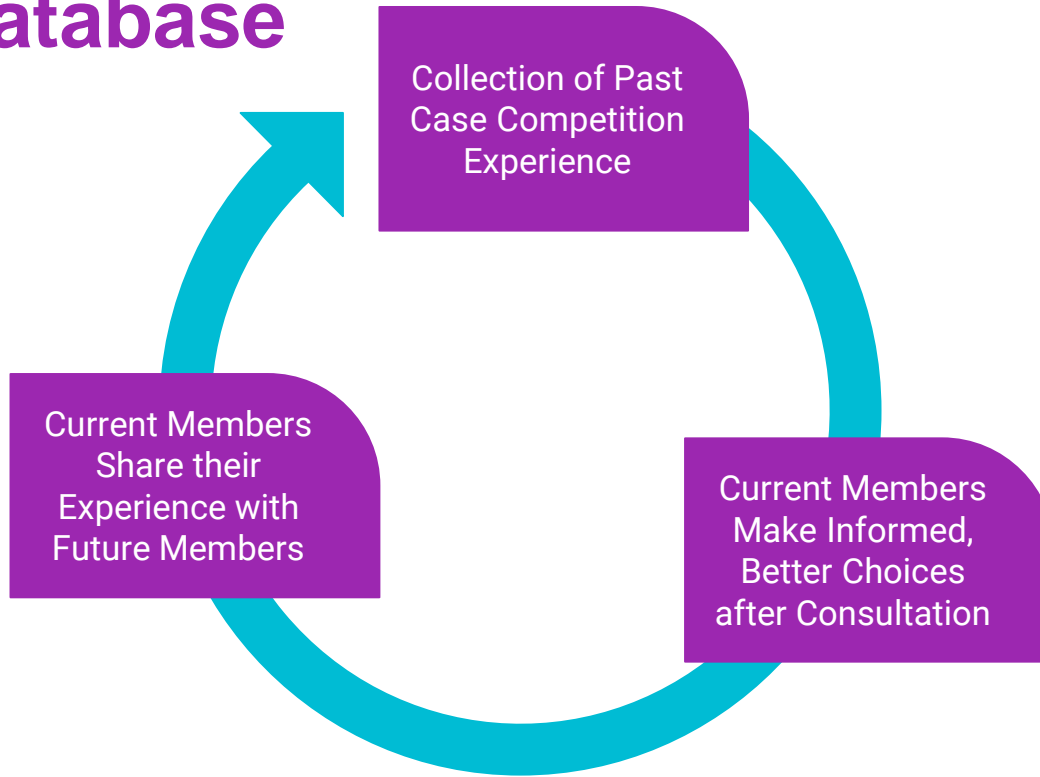 atabase
Collection of Past
Case Competition
Experience
Current Members
Share their
Experience with
Future Members
Current Members
Make Informed,
Better Choices
after Consultation